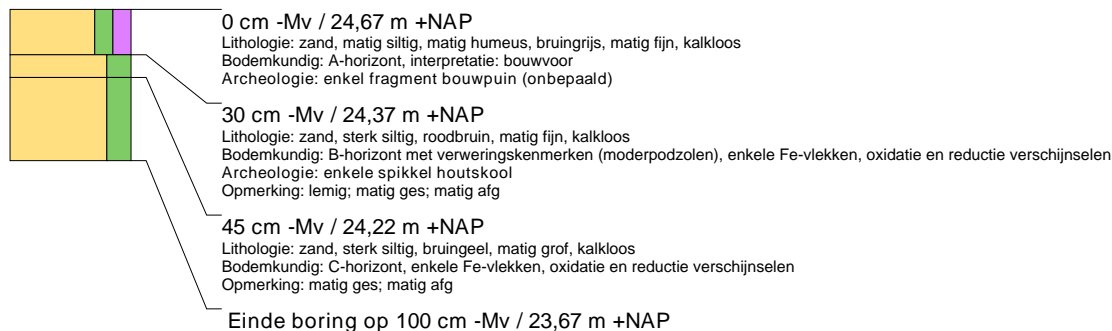 0 cm -Mv / 24,67 m +NAP
Lithologie: zand, matig siltig, matig humeus, bruingrijs, matig fijn, kalkloos
Bodemkundig: A-horizont, interpretatie: bouwvoor
Archeologie: enkel fragment bouwpuin (onbepaald)
30 cm -Mv / 24,37 m +NAP
Lithologie: zand, sterk siltig, roodbruin, matig fijn, kalkloos
Bodemkundig: B-horizont met verweringskenmerken (moderpodzolen), enkele Fe-vlekken, oxidatie en reductie verschijnselen
Archeologie: enkele spikkel houtskool
Opmerking: lemig; matig ges; matig afg
45 cm -Mv / 24,22 m +NAP
Lithologie: zand, sterk siltig, bruingeel, matig grof, kalkloos
Bodemkundig: C-horizont, enkele Fe-vlekken, oxidatie en reductie verschijnselen
Opmerking: matig ges; matig afg
Einde boring op 100 cm -Mv / 23,67 m +NAP